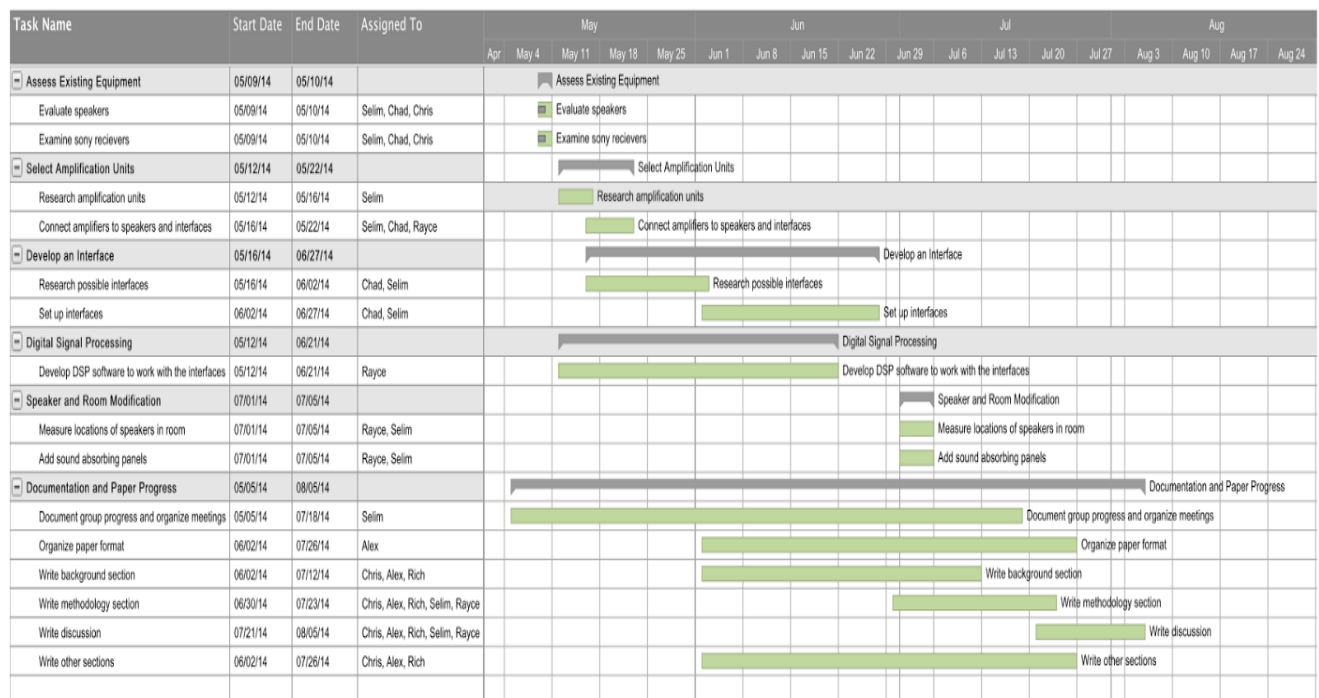 Task Name Start Date End Date Assigned To May Jun Jul Aug
Apr May 4 May 11 May 18 May 25 Jun 1 Jun 8 Jun 15 Jun 22 Jun 29 Jul 6 Jul 13 Jul 20 Jul 27 Aug 3 Aug 10 Aug 17 Aug 24
Assess Existing Equipment 05/09/14 05/10/14 Assess Existing Equipment
Evaluate speakers 05/09/14 05/10/14 Selim, Chad, Chris Evaluate speakers
Examine sony recievers 05/09/14 05/10/14 Selim, Chad, Chris Examine sony recievers
Select Amplification Units 05/12/14 05/22/14 Select Amplification Units
Research amplification units 05/12/14 05/16/14 Selim Research amplification units
Connect amplifiers to speakers and interfaces 05/16/14 05/22/14 Selim, Chad, Rayce Connect amplifiers to speakers and interfaces
Develop an Interface 05/16/14 06/27/14 Develop an Interface
Research possible interfaces 05/16/14 06/02/14 Chad, Selim Research possible interfaces
Set up interfaces 06/02/14 06/27/14 Chad, Selim Set up interfaces
Digital Signal Processing 05/12/14 06/21/14 Digital Signal Processing
Develop DSP software to work with the interfaces 05/12/14 06/21/14 Rayce Develop DSP software to work with the interfaces
Speaker and Room Modification 07/01/14 07/05/14 Speaker and Room Modification
Measure locations of speakers in room 07/01/14 07/05/14 Rayce, Selim Measure locations of speakers in room
Add sound absorbing panels 07/01/14 07/05/14 Rayce, Selim Add sound absorbing panels
Documentation and Paper Progress 05/05/14 08/05/14 Documentation and Paper Progress
Document group progress and organize meetings 05/05/14 07/18/14 Selim Document group progress and organize meetings
Organize paper format 06/02/14 07/26/14 Alex Organize paper format
Write background section 06/02/14 07/12/14 Chris, Alex, Rich Write background section
Write methodology section 06/30/14 07/23/14 Chris, Alex, Rich, Selim, Rayce Write methodology section
Write discussion 07/21/14 08/05/14 Chris, Alex, Rich, Selim, Rayce Write discussion
Write other sections 06/02/14 07/26/14 Chris, Alex, Rich Write other sections